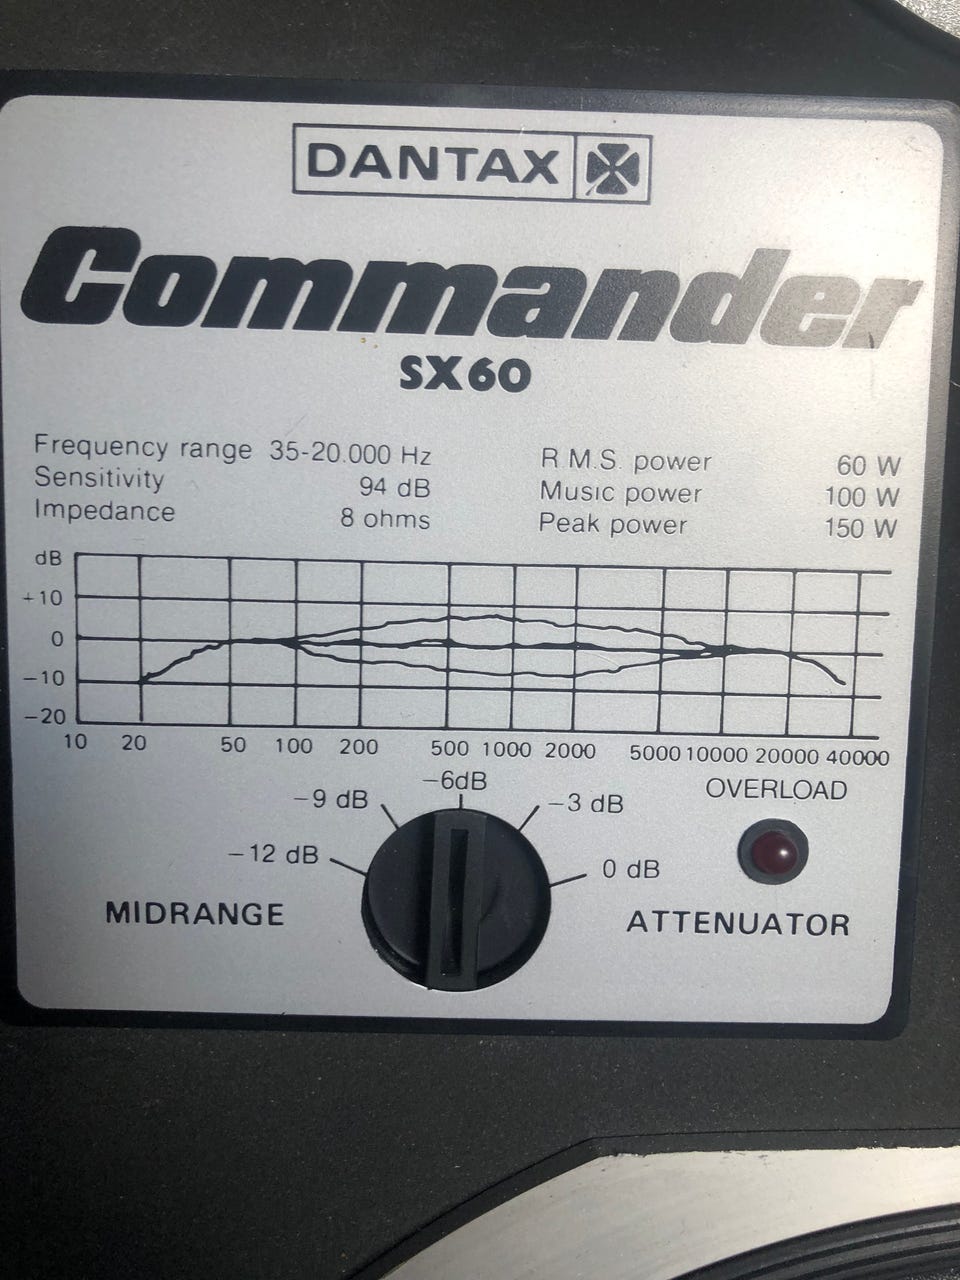 DANTAX
Commander
SX60
Frequency range 35-20.000 Hz
Sensitivity 94 dB
Impedance 8 ohms
R.M.S. power 60 W
Music power 100 W
Peak power 150 W
dB
+10
0
−10
−20
10 20 50 100 200 500 1000 2000 5000 10000 20000 40000
−12 dB
−9 dB
−6dB
−3 dB
0 dB
OVERLOAD
MIDRANGE
ATTENUATOR